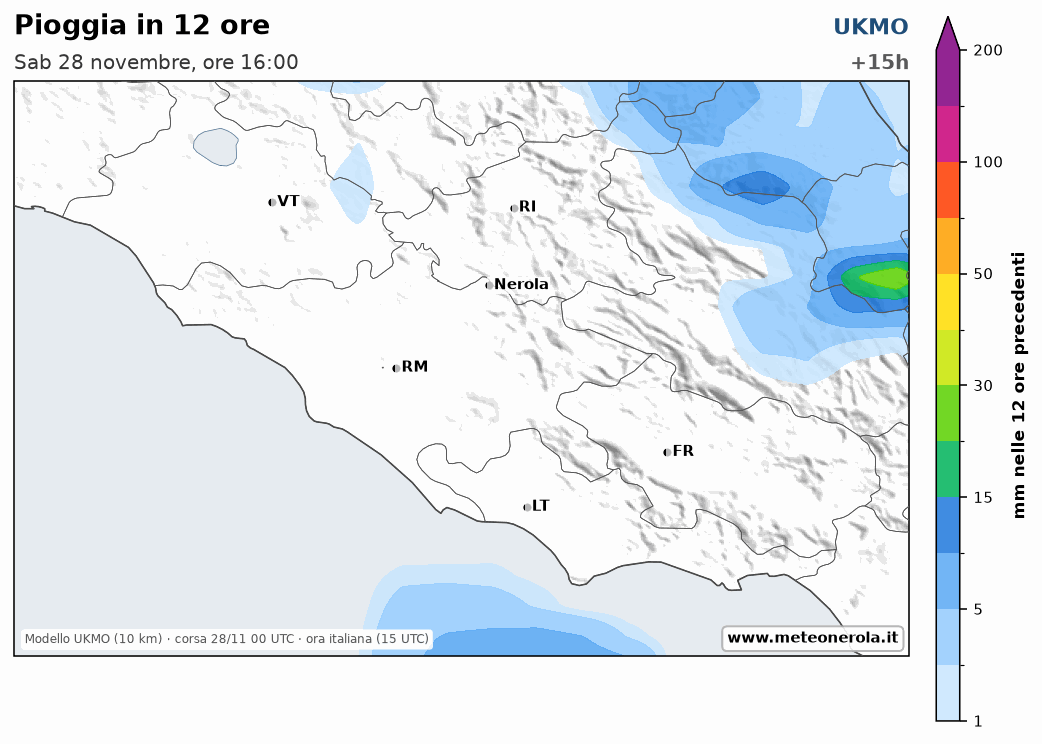 Pioggia in 12 ore
UKMO
Sab 28 novembre, ore 16:00
+15h
200
100
50
30
15
5
1
mm nelle 12 ore precedenti
VT
RI
Nerola
RM
FR
LT
Modello UKMO (10 km) · corsa 28/11 00 UTC · ora italiana (15 UTC)
www.meteonerola.it